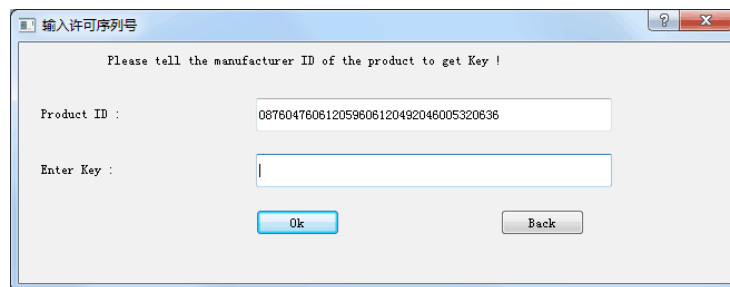 输入许可序列号
Please tell the manufacturer ID of the product to get Key !
Product ID :
08760476061205960612049204600532063​6
Enter Key :
Ok
Back